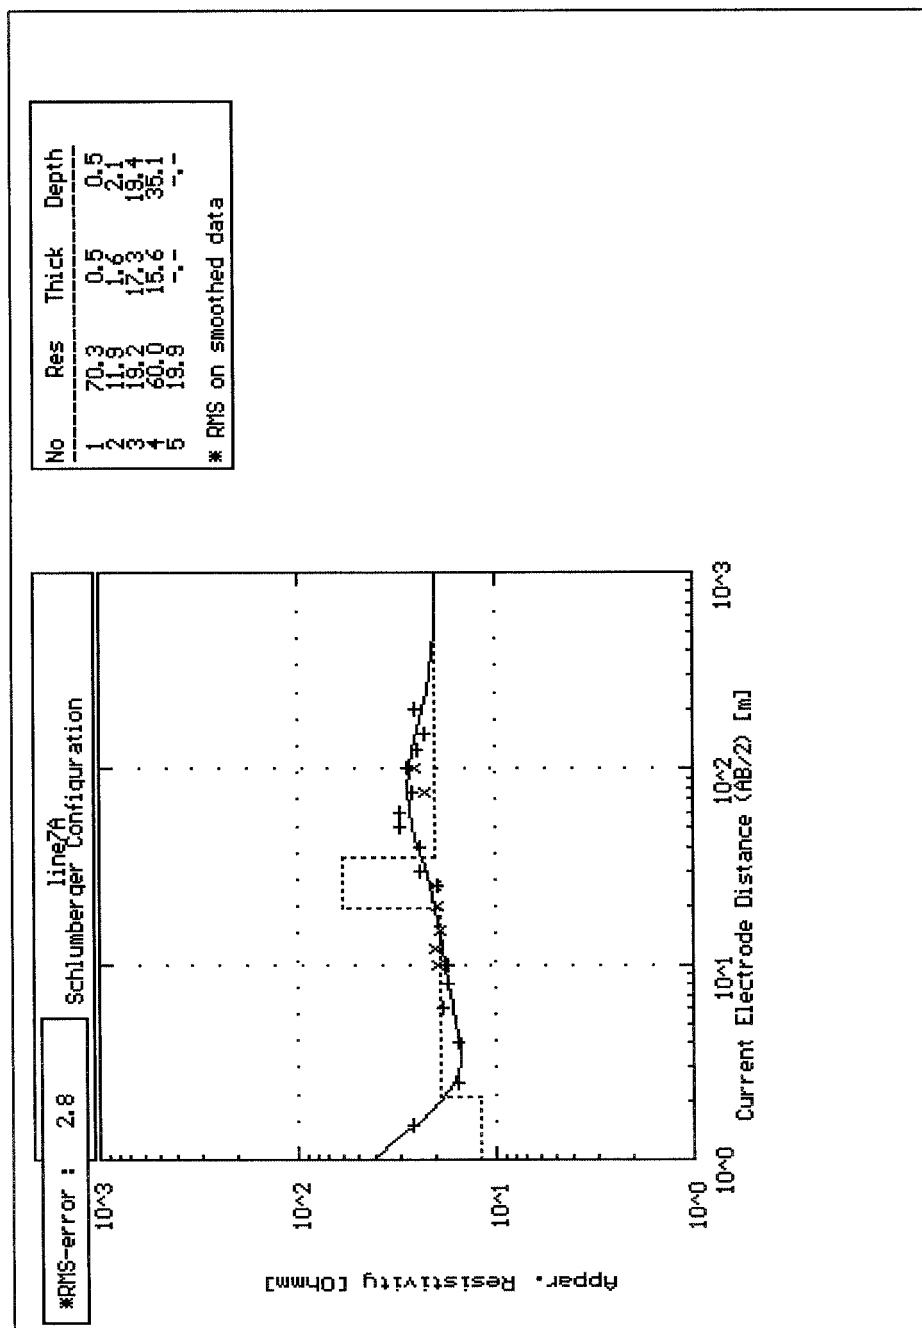 line7A
Schlumberger Configuration
*RMS-error : 2.8
10^3
10^2
10^1
10^0
Appar. Resistivity [Ohmm]
10^0
10^1
10^2
10^3
Current Electrode Distance (AB/2) [m]
No Res Thick Depth
1 70.3 0.5 0.5
2 11.9 1.6 2.1
3 19.2 17.3 19.4
4 60.0 15.6 35.1
5 19.9 -.- -.-
* RMS on smoothed data